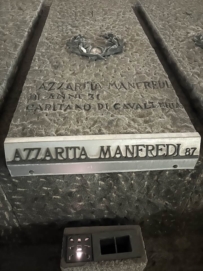 AZZARITA MANFREDI
DI ANNI 31
CAPITANO DI CAVALLERIA
AZZARITA MANFREDI 87